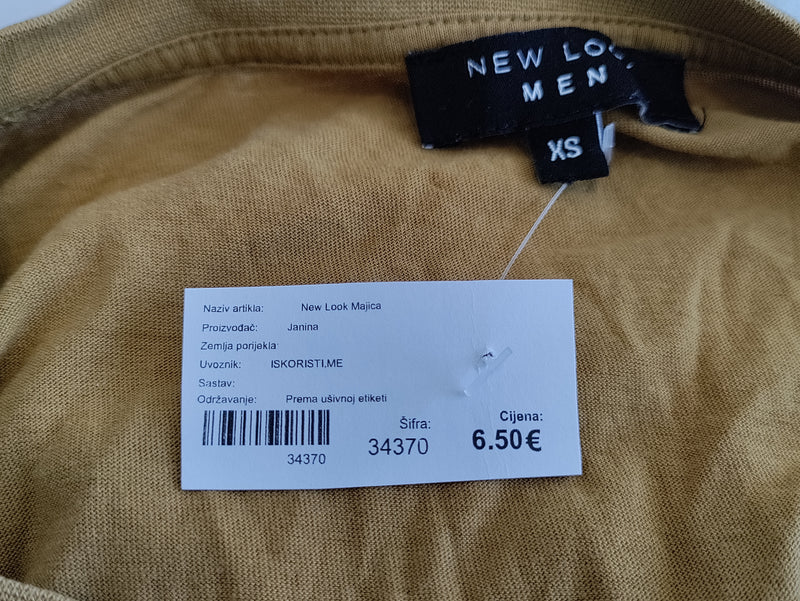 NEW LOOK
MEN
XS
Naziv artikla: New Look Majica
Proizvođač: Janina
Zemlja porijekla:
Uvoznik: ISKORISTI,ME
Sastav:
Održavanje: Prema ušivnoj etiketi
34370
Šifra:
34370
Cijena:
6.50€